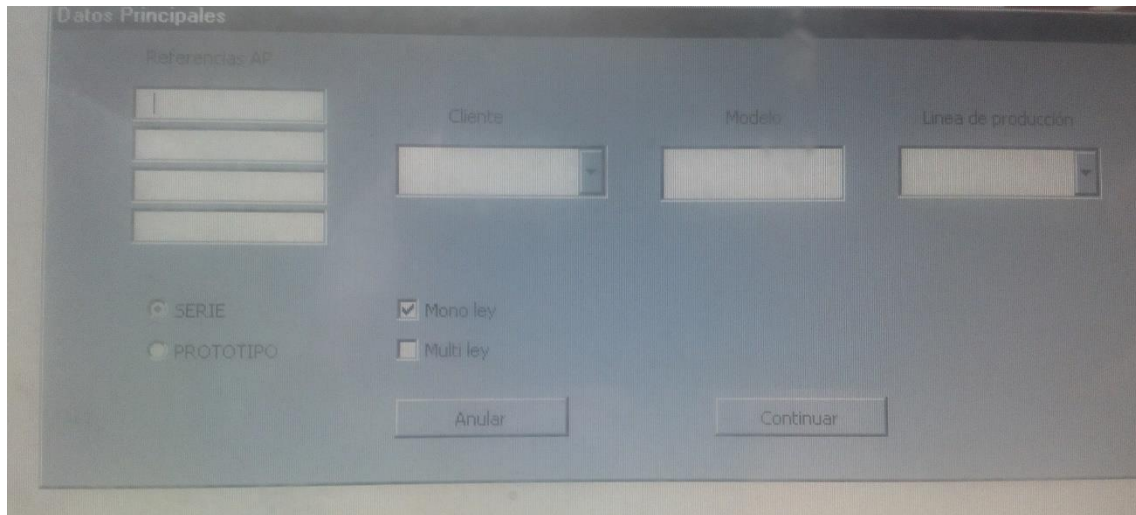 Datos Principales
Referencias AP
Cliente
Modelo
Linea de producción
SERIE
PROTOTIPO
Mono ley
Multi ley
Anular
Continuar